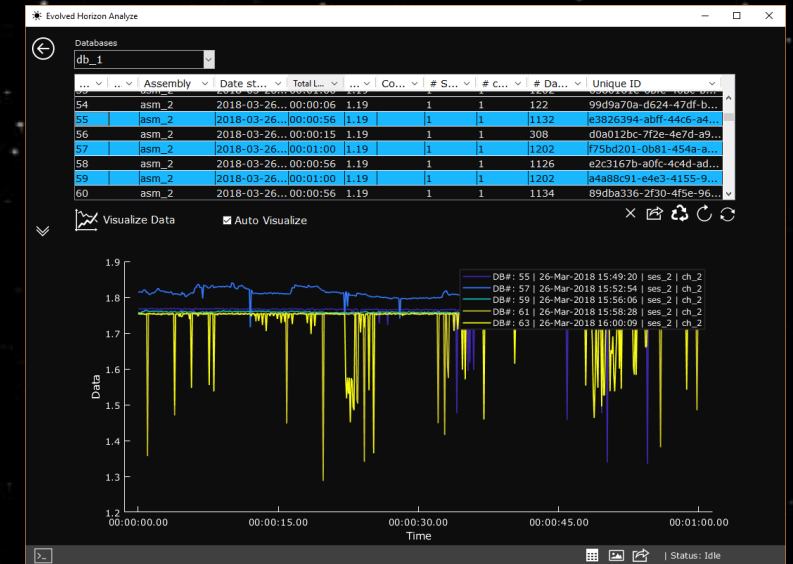 Evolved Horizon Analyze
Databases
db_1
... ... Assembly Date st... Total L... ... Co... # S... # c... # Da... Unique ID
54 asm_2 2018-03-26... 00:00:06 1.19 1 1 122 99d9a70a-d624-47df-b...
55 asm_2 2018-03-26... 00:00:56 1.19 1 1 1132 e3826394-abff-44c6-a4...
56 asm_2 2018-03-26... 00:00:15 1.19 1 1 308 d0a012bc-7f2e-4e7d-a9...
57 asm_2 2018-03-26... 00:01:00 1.19 1 1 1202 f75bd201-0b81-454a-a...
58 asm_2 2018-03-26... 00:00:56 1.19 1 1 1126 e2c3167b-a0fc-4c4d-ad...
59 asm_2 2018-03-26... 00:01:00 1.19 1 1 1202 a4a88c91-e4e3-4155-9...
60 asm_2 2018-03-26... 00:00:56 1.19 1 1 1134 89dba336-2f30-4f5e-96...
Visualize Data
Auto Visualize
DB#: 55 | 26-Mar-2018 15:49:20 | ses_2 | ch_2
DB#: 57 | 26-Mar-2018 15:52:54 | ses_2 | ch_2
DB#: 59 | 26-Mar-2018 15:56:06 | ses_2 | ch_2
DB#: 61 | 26-Mar-2018 15:58:28 | ses_2 | ch_2
DB#: 63 | 26-Mar-2018 16:00:09 | ses_2 | ch_2
1.9
1.8
1.7
1.6
1.5
1.4
1.3
1.2
Data
00:00:00.00 00:00:15.00 00:00:30.00 00:00:45.00 00:01:00.00
Time
| Status: Idle